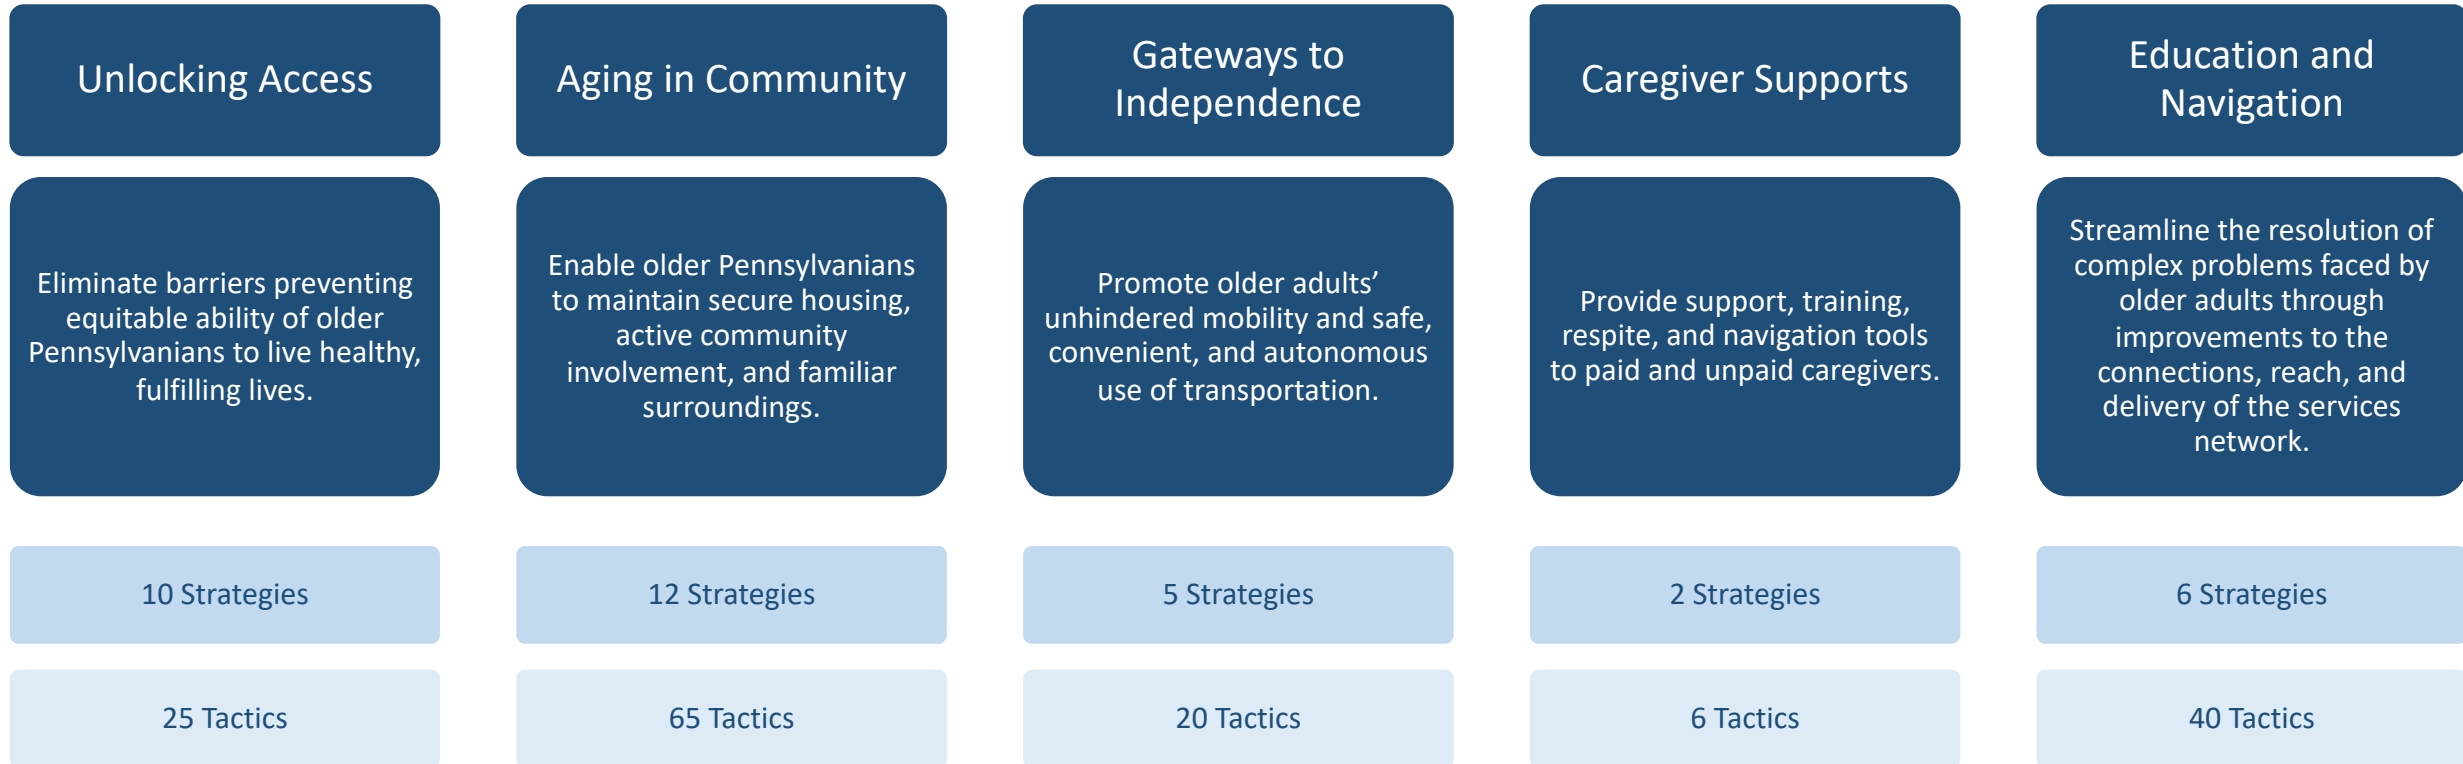 Unlocking Access
Aging in Community
Gateways to
Independence
Caregiver Supports
Education and
Navigation
Eliminate barriers preventing
equitable ability of older
Pennsylvanians to live healthy,
fulfilling lives.
Enable older Pennsylvanians
to maintain secure housing,
active community
involvement, and familiar
surroundings.
Promote older adults’
unhindered mobility and safe,
convenient, and autonomous
use of transportation.
Provide support, training,
respite, and navigation tools
to paid and unpaid caregivers.
Streamline the resolution of
complex problems faced by
older adults through
improvements to the
connections, reach, and
delivery of the services
network.
10 Strategies
12 Strategies
5 Strategies
2 Strategies
6 Strategies
25 Tactics
65 Tactics
20 Tactics
6 Tactics
40 Tactics